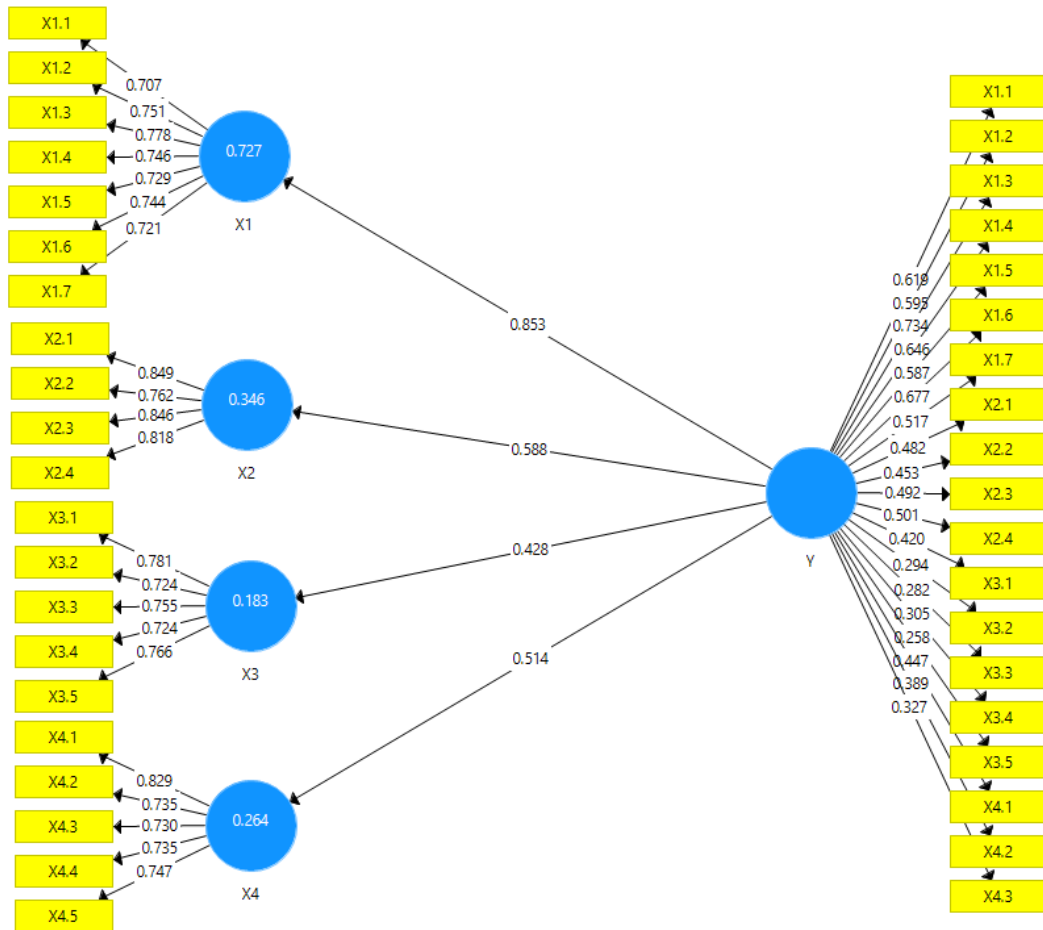 X1.1
X1.2
X1.3
X1.4
X1.5
X1.6
X1.7
0.707
0.751
0.778
0.746
0.729
0.744
0.721
0.727
X1
X2.1
X2.2
X2.3
X2.4
0.849
0.762
0.846
0.818
0.346
X2
X3.1
X3.2
X3.3
X3.4
X3.5
0.781
0.724
0.755
0.724
0.766
0.183
X3
X4.1
X4.2
X4.3
X4.4
X4.5
0.829
0.735
0.730
0.735
0.747
0.264
X4
0.853
0.588
0.428
0.514
Y
0.619
0.595
0.734
0.646
0.587
0.677
0.517
0.482
0.453
0.492
0.501
0.420
0.294
0.282
0.305
0.258
0.447
0.389
0.327
X1.1
X1.2
X1.3
X1.4
X1.5
X1.6
X1.7
X2.1
X2.2
X2.3
X2.4
X3.1
X3.2
X3.3
X3.4
X3.5
X4.1
X4.2
X4.3